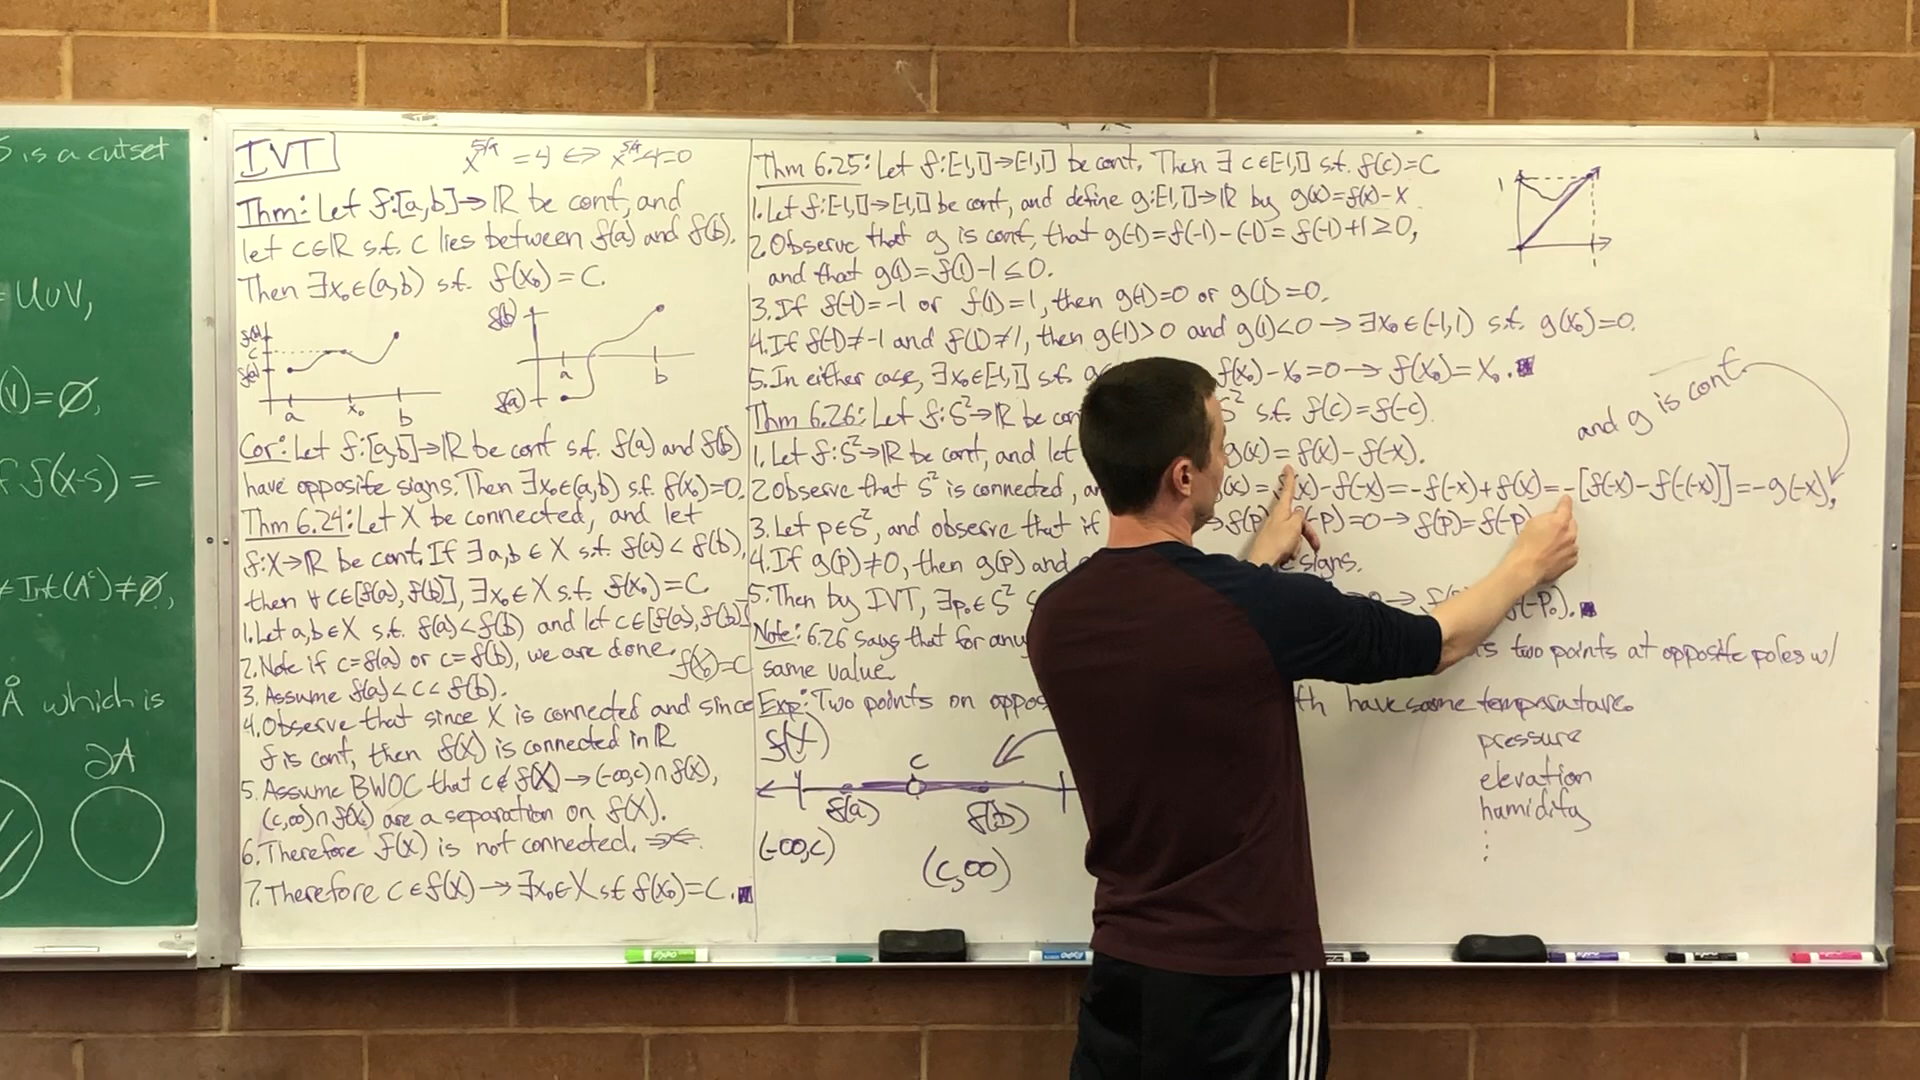 S is a cutset
= U∪V,
(V)=∅,
f f(x-s) =
≠Int(Aᶜ)≠∅,
Å which is
∂A
IVT
x^5/4 =4 ⟺ x^5/4-4=0
Thm: Let f:[a,b]→ℝ be cont, and
let c∈ℝ s.t. c lies between f(a) and f(b).
Then ∃x₀∈(a,b) s.t. f(x₀)=C.
f(b)
c
f(a)
a
x₀
b
f(b)
f(a)
a
b
Cor: Let f:[a,b]→ℝ be cont s.t. f(a) and f(b)
have opposite signs. Then ∃x₀∈(a,b) s.t. f(x₀)=0.
Thm 6.24: Let X be connected, and let
f:X→ℝ be cont. If ∃a,b∈X s.t. f(a)<f(b),
then ∀ c∈[f(a), f(b)], ∃x₀∈X s.t. f(x₀)=C
1. Let a,b∈X s.t. f(a)<f(b) and let c∈[f(a), f(b)]
2. Note if c=f(a) or c=f(b), we are done.
f(x₀)=C
3. Assume f(a)<c<f(b).
4. Observe that since X is connected and since
f is cont, then f(X) is connected in ℝ
5. Assume BWOC that c∉f(X)→(-∞,c)∩f(X),
(c,∞)∩f(X) are a separation on f(X).
6. Therefore f(X) is not connected.
7. Therefore c∈f(X)→∃x₀∈X s.t f(x₀)=C. ■
Thm 6.25: Let f:[-1,1]→[-1,1] be cont. Then ∃ c∈[-1,1] s.t. f(c)=C
1. Let f:[-1,1]→[-1,1] be cont, and define g:[-1,1]→ℝ by g(x)=f(x)-X
2. Observe that g is cont, that g(-1)=f(-1)-(-1)=f(-1)+1≥0,
and that g(1)=f(1)-1≤0.
3. If f(-1)=-1 or f(1)=1, then g(-1)=0 or g(1)=0.
4. If f(-1)≠-1 and f(1)≠1, then g(-1)>0 and g(1)<0→∃x₀∈(-1,1) s.t. g(x₀)=0.
5. In either case, ∃x₀∈[-1,1] s.t. f(x₀)-X₀=0→f(x₀)=X₀. ■
1
Thm 6.26: Let f:S²→ℝ be con S² s.t. f(c)=f(-c).
and g is cont
1. Let f:S²→ℝ be cont, and let g(x)=f(x)-f(-x).
2. Observe that S² is connected, (x)=f(x)-f(-x)=-f(-x)+f(x)=-[f(-x)-f(-(-x))]=-g(-x),
3. Let p∈S², and observe that if →f(p) (-p)=0→f(p)=f(-p)
4. If g(p)≠0, then g(p) and signs.
5. Then by IVT, ∃p₀∈S² f(-p₀). ■
Note: 6.26 says that for any two points at opposite poles w/
same value
Exp: Two points on oppos th have same temperature.
pressure
elevation
humidity
⋮
f(X)
c
f(a)
f(b)
(-∞,c)
(c,∞)
EXPO